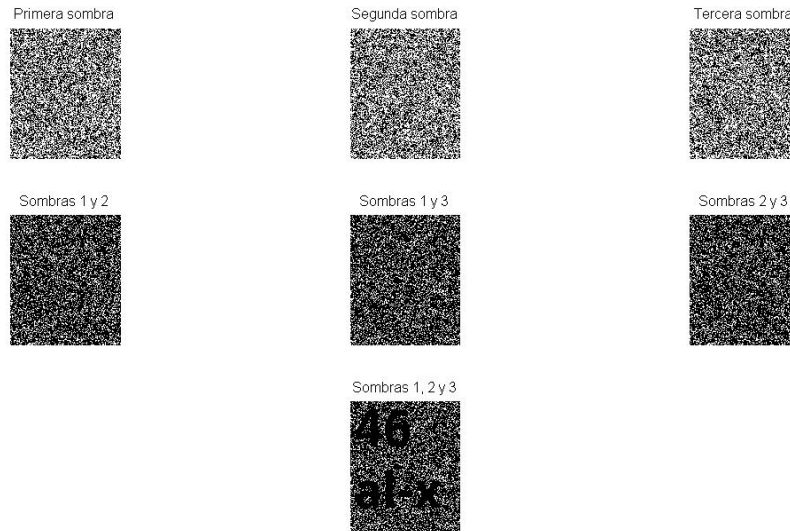 Primera sombra
Segunda sombra
Tercera sombra
Sombras 1 y 2
Sombras 1 y 3
Sombras 2 y 3
Sombras 1, 2 y 3
46
al-x